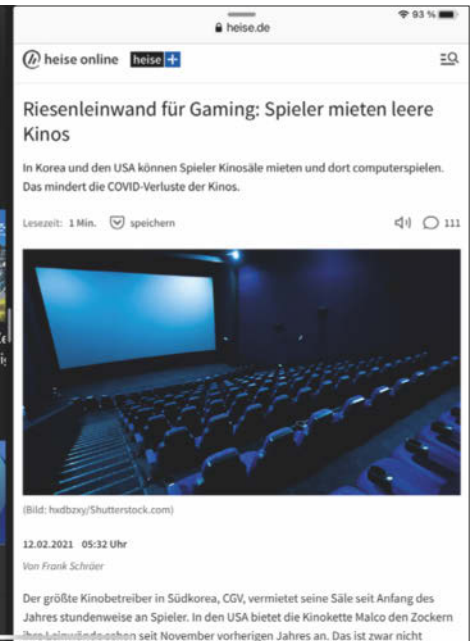 93 %
heise.de
heise online heise +
Riesenleinwand für Gaming: Spieler mieten leere
Kinos
In Korea und den USA können Spieler Kinosäle mieten und dort computerspielen.
Das mindert die COVID-Verluste der Kinos.
Lesezeit: 1 Min. speichern 111
(Bild: hxdbzxy/Shutterstock.com)
12.02.2021 05:32 Uhr
Von Frank Schräer
Der größte Kinobetreiber in Südkorea, CGV, vermietet seine Säle seit Anfang des
Jahres stundenweise an Spieler. In den USA bietet die Kinokette Malco den Zockern
ihre Leinwände schon seit November vorherigen Jahres an. Das ist zwar nicht